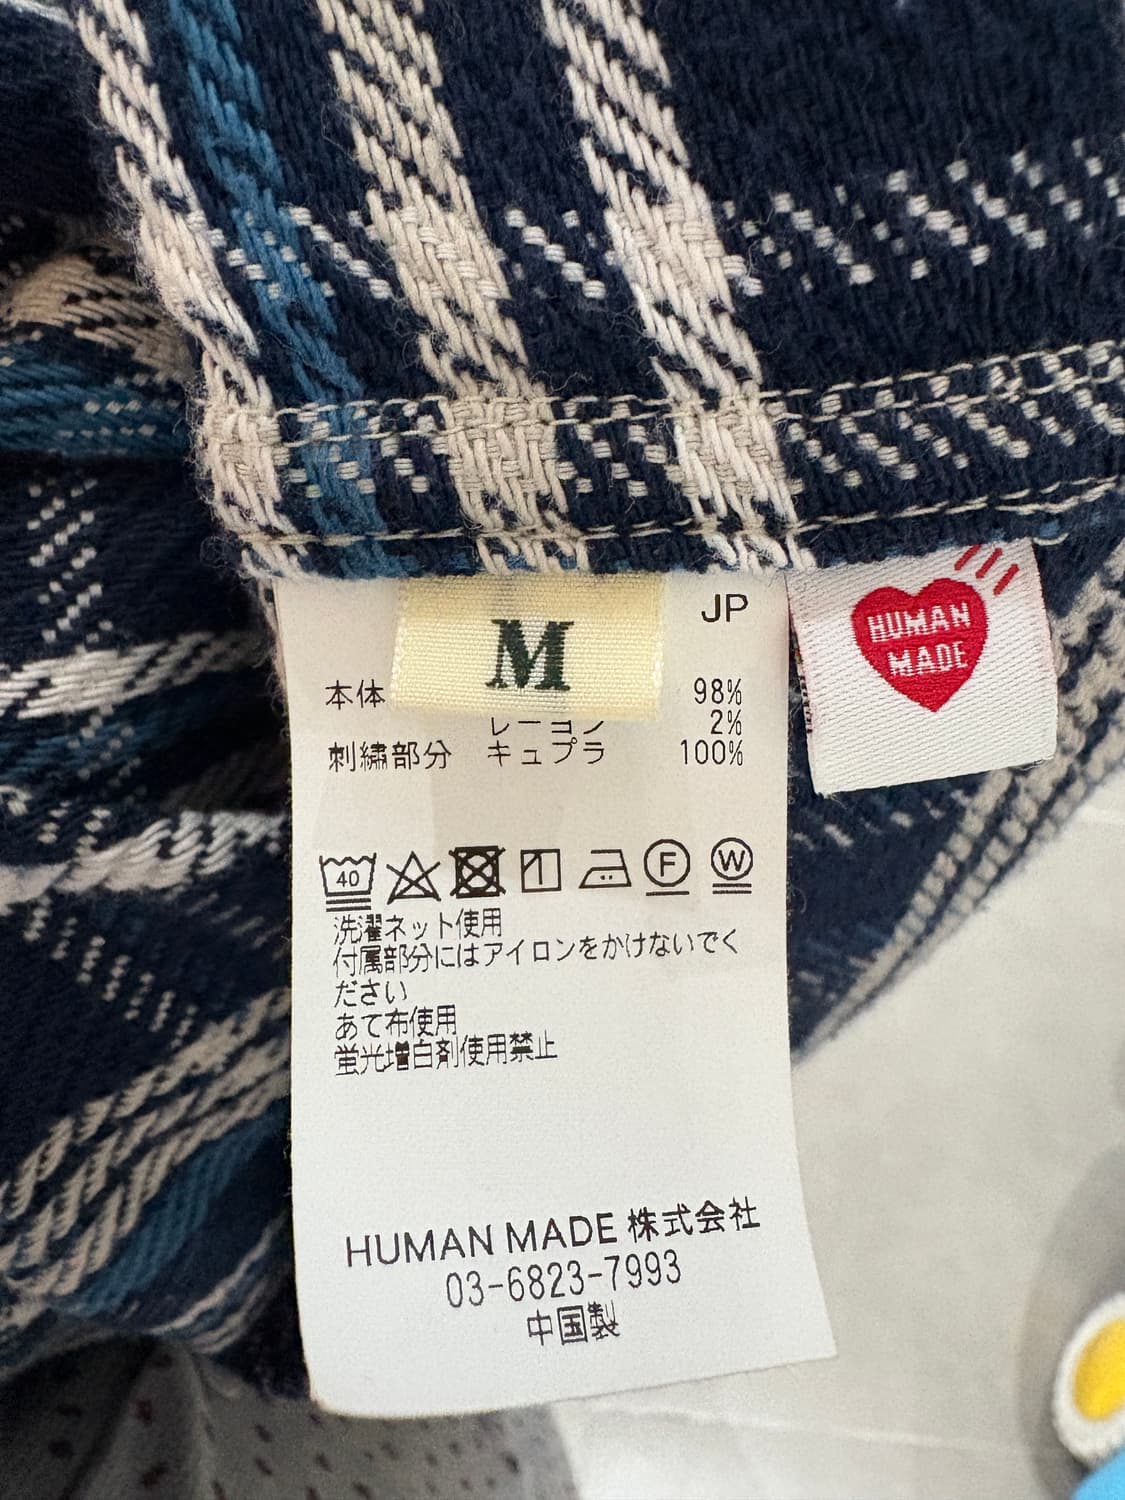 JP
M
HUMAN
MADE
本体 98%
レーヨン 2%
刺繍部分 キュプラ 100%
40
F
W
洗濯ネット使用
付属部分にはアイロンをかけないでく
ださい
あて布使用
蛍光増白剤使用禁止
HUMAN MADE 株式会社
03-6823-7993
中国製